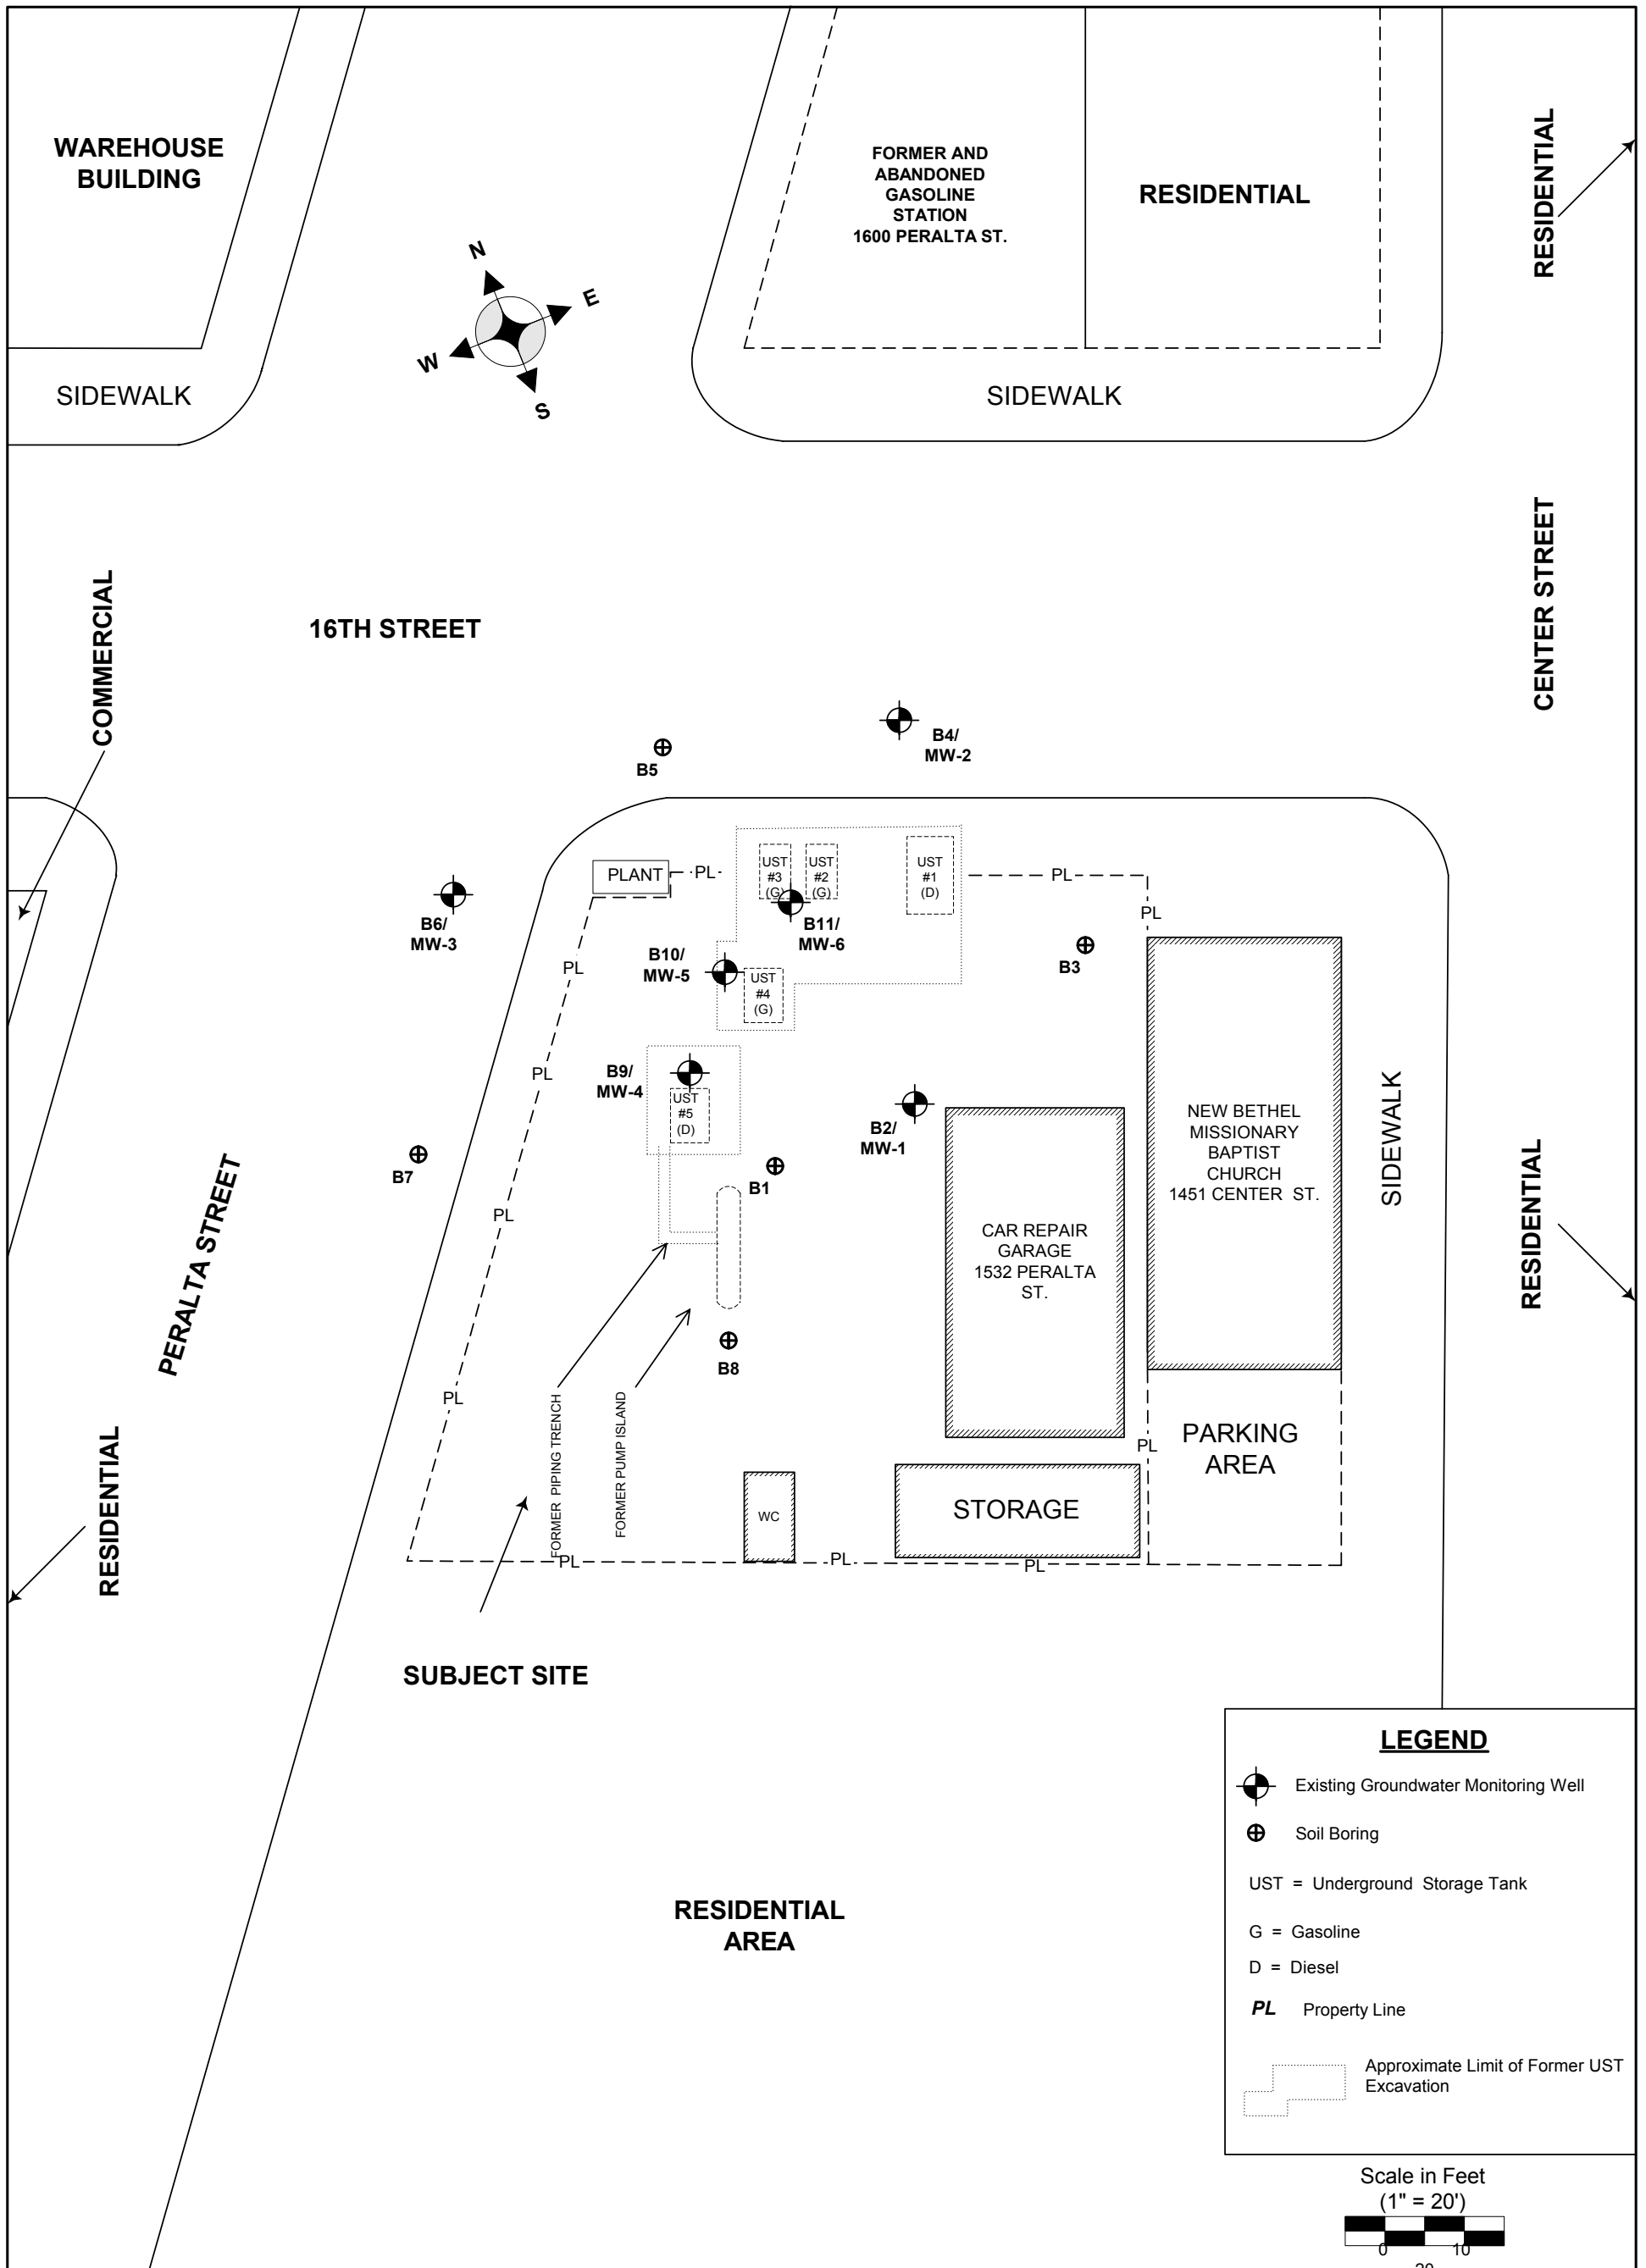 WAREHOUSE
BUILDING
FORMER AND
ABANDONED
GASOLINE
STATION
1600 PERALTA ST.
RESIDENTIAL
RESIDENTIAL
N
E
W
S
SIDEWALK
SIDEWALK
CENTER STREET
COMMERCIAL
16TH STREET
B4/
MW-2
B5
PLANT
PL
UST
#3
(G)
UST
#2
(G)
UST
#1
(D)
PL
PL
B6/
MW-3
B11/
MW-6
B10/
MW-5
UST
#4
(G)
B3
PL
PL
B9/
MW-4
UST
#5
(D)
B2/
MW-1
B7
B1
PL
NEW BETHEL
MISSIONARY
BAPTIST
CHURCH
1451 CENTER ST.
SIDEWALK
RESIDENTIAL
PERALTA STREET
CAR REPAIR
GARAGE
1532 PERALTA
ST.
B8
PL
FORMER PIPING TRENCH
FORMER PUMP ISLAND
PL
PARKING
AREA
RESIDENTIAL
WC
STORAGE
PL
PL
PL
SUBJECT SITE
RESIDENTIAL
AREA
LEGEND
Existing Groundwater Monitoring Well
Soil Boring
UST = Underground Storage Tank
G = Gasoline
D = Diesel
PL Property Line
Approximate Limit of Former UST
Excavation
Scale in Feet
(1" = 20')
0 10